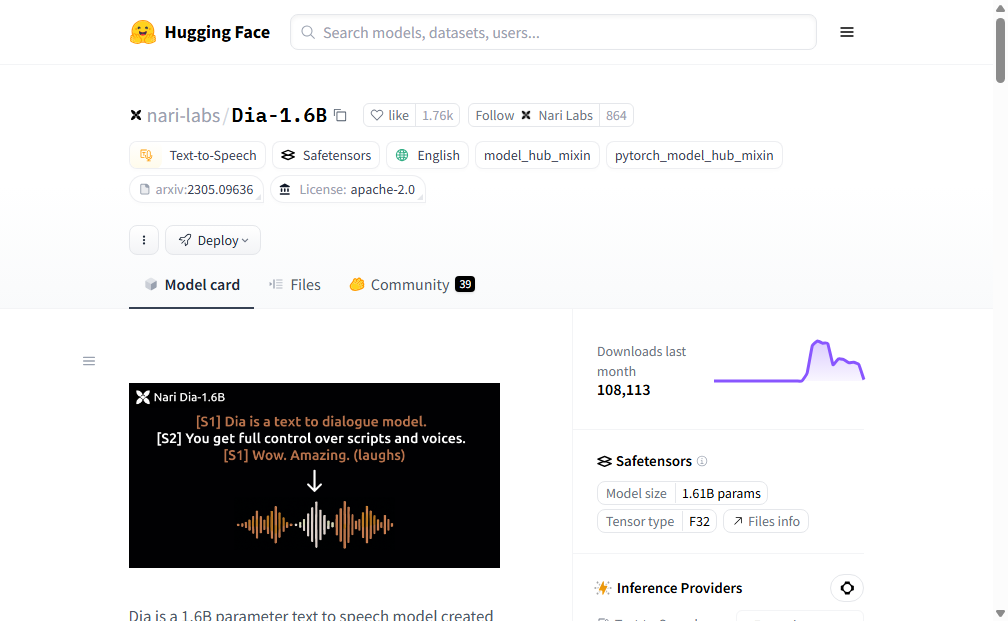 Hugging Face
Search models, datasets, users...
nari-labs/Dia-1.6B
like 1.76k
Follow Nari Labs 864
Text-to-Speech
Safetensors
English
model_hub_mixin
pytorch_model_hub_mixin
arxiv:2305.09636
License: apache-2.0
Deploy
Model card
Files
Community 39
Nari Dia-1.6B
[S1] Dia is a text to dialogue model.
[S2] You get full control over scripts and voices.
[S1] Wow. Amazing. (laughs)
Dia is a 1.6B parameter text to speech model created
Downloads last
month
108,113
Safetensors
Model size 1.61B params
Tensor type F32
Files info
Inference Providers